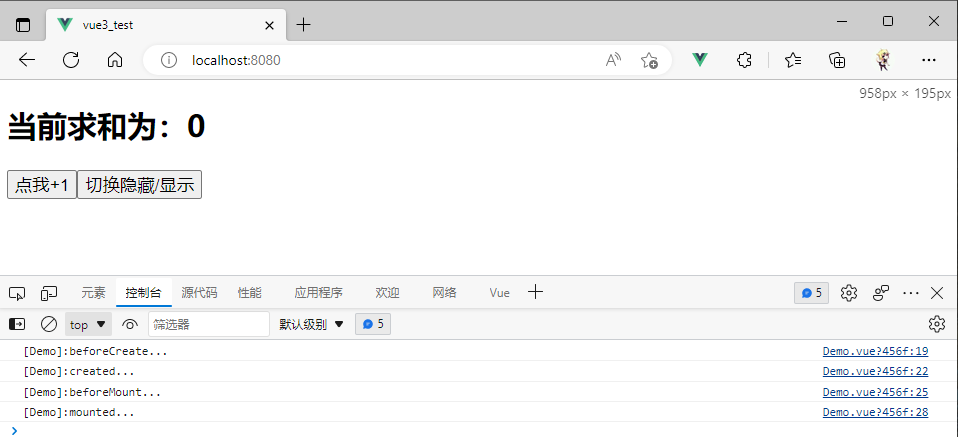 vue3_test
localhost:8080
958px × 195px
当前求和为：0
点我+1 切换隐藏/显示
元素 控制台 源代码 性能 应用程序 欢迎 网络 Vue 5
top 筛选器 默认级别 5
[Demo]:beforeCreate... Demo.vue?456f:19
[Demo]:created... Demo.vue?456f:22
[Demo]:beforeMount... Demo.vue?456f:25
[Demo]:mounted... Demo.vue?456f:28